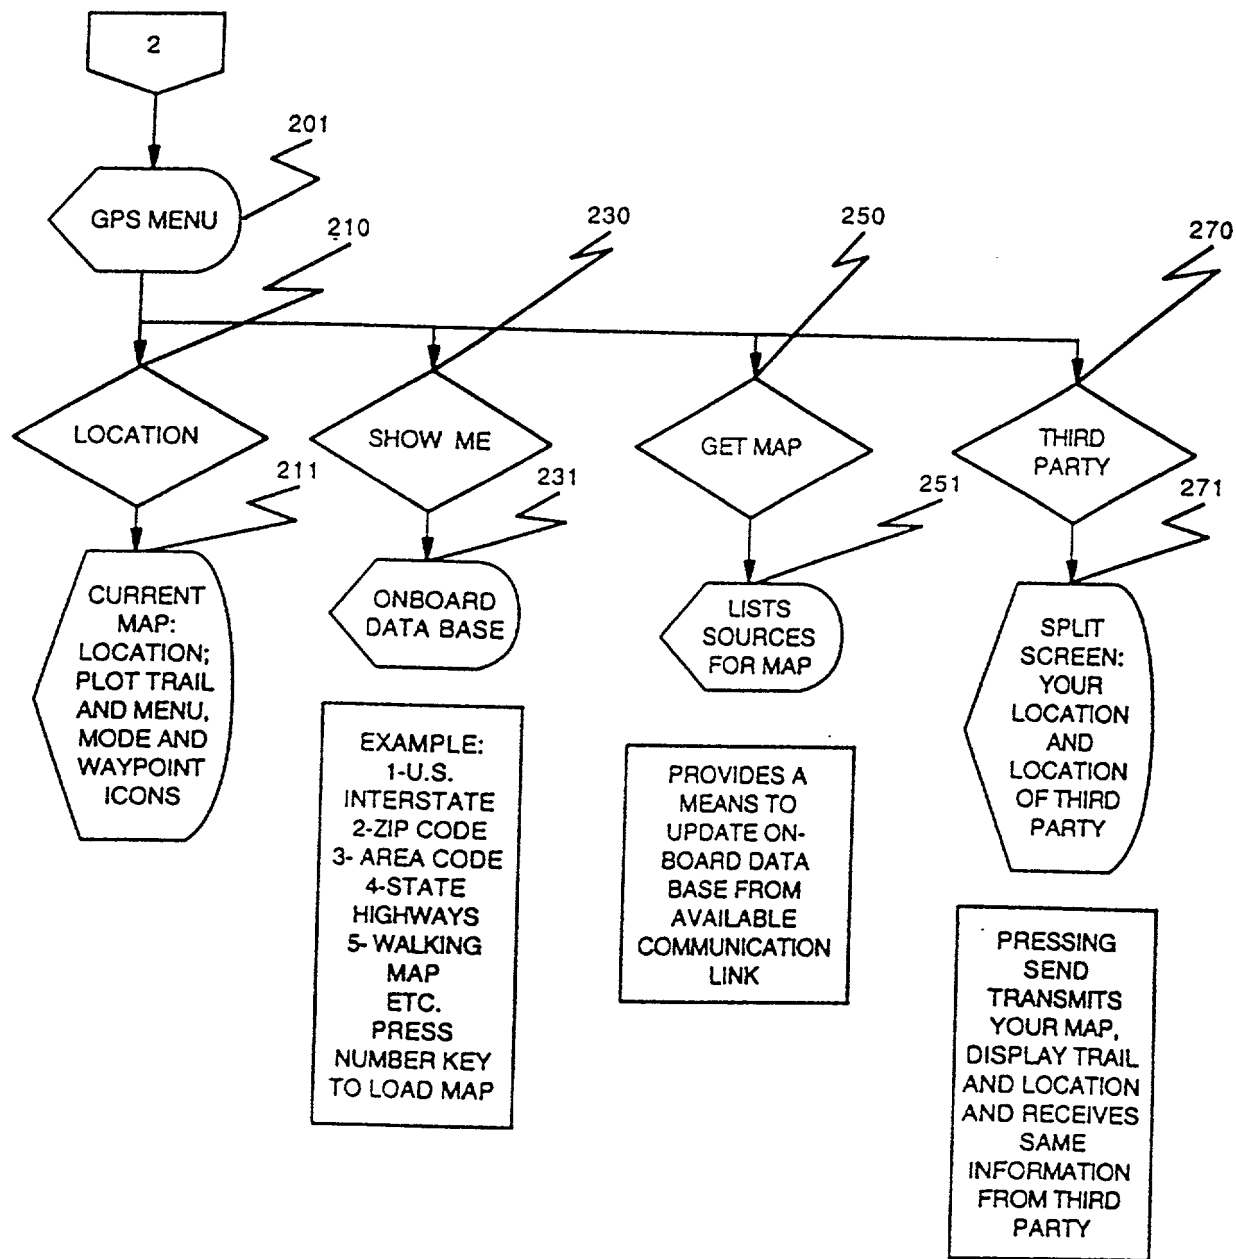 2
201
GPS MENU
210
230
250
270
LOCATION
SHOW ME
GET MAP
THIRD
PARTY
211
231
251
271
CURRENT
MAP:
LOCATION;
PLOT TRAIL
AND MENU,
MODE AND
WAYPOINT
ICONS
ONBOARD
DATA BASE
LISTS
SOURCES
FOR MAP
SPLIT
SCREEN:
YOUR
LOCATION
AND
LOCATION
OF THIRD
PARTY
EXAMPLE:
1-U.S.
INTERSTATE
2-ZIP CODE
3- AREA CODE
4-STATE
HIGHWAYS
5- WALKING
MAP
ETC.
PRESS
NUMBER KEY
TO LOAD MAP
PROVIDES A
MEANS TO
UPDATE ON-
BOARD DATA
BASE FROM
AVAILABLE
COMMUNICATION
LINK
PRESSING
SEND
TRANSMITS
YOUR MAP,
DISPLAY TRAIL
AND LOCATION
AND RECEIVES
SAME
INFORMATION
FROM THIRD
PARTY